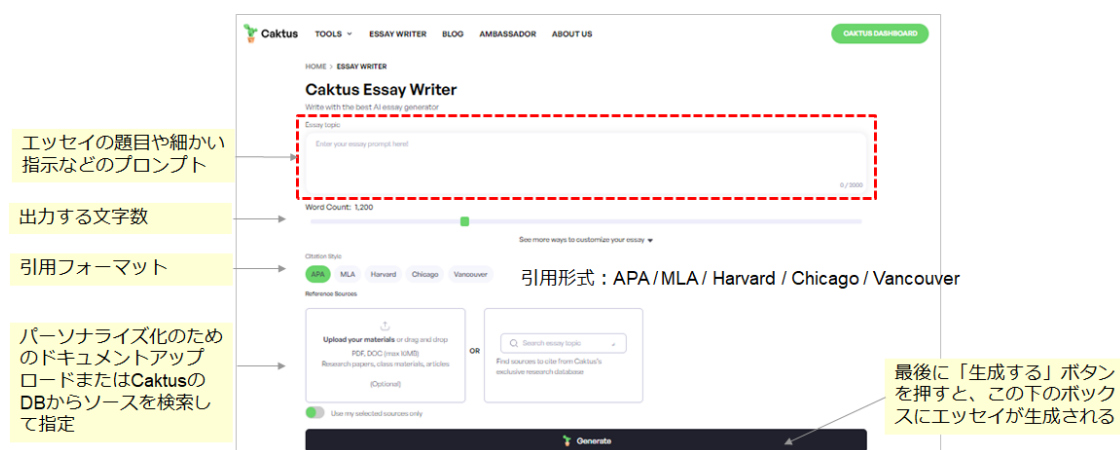 Caktus TOOLS ESSAY WRITER BLOG AMBASSADOR ABOUT US CAKTUS DASHBOARD
HOME > ESSAY WRITER
Caktus Essay Writer
Write with the best AI essay generator
Essay topic
Enter your essay prompt here!
0 / 3000
エッセイの題目や細かい
指示などのプロンプト
Word Count: 1,200
出力する文字数
See more ways to customize your essay
Citation Style
引用フォーマット
APA MLA Harvard Chicago Vancouver
引用形式：APA / MLA / Harvard / Chicago / Vancouver
Reference Sources
パーソナライズ化のため
のドキュメントアップ
ロードまたはCaktusの
DBからソースを検索し
て指定
Upload your materials or drag and drop
PDF, DOC (max 10MB)
Research papers, class materials, articles
(Optional)
OR
Search essay topic
Find sources to cite from Caktus's
exclusive research database
Use my selected sources only
最後に「生成する」ボタン
を押すと、この下のボック
スにエッセイが生成される
Generate